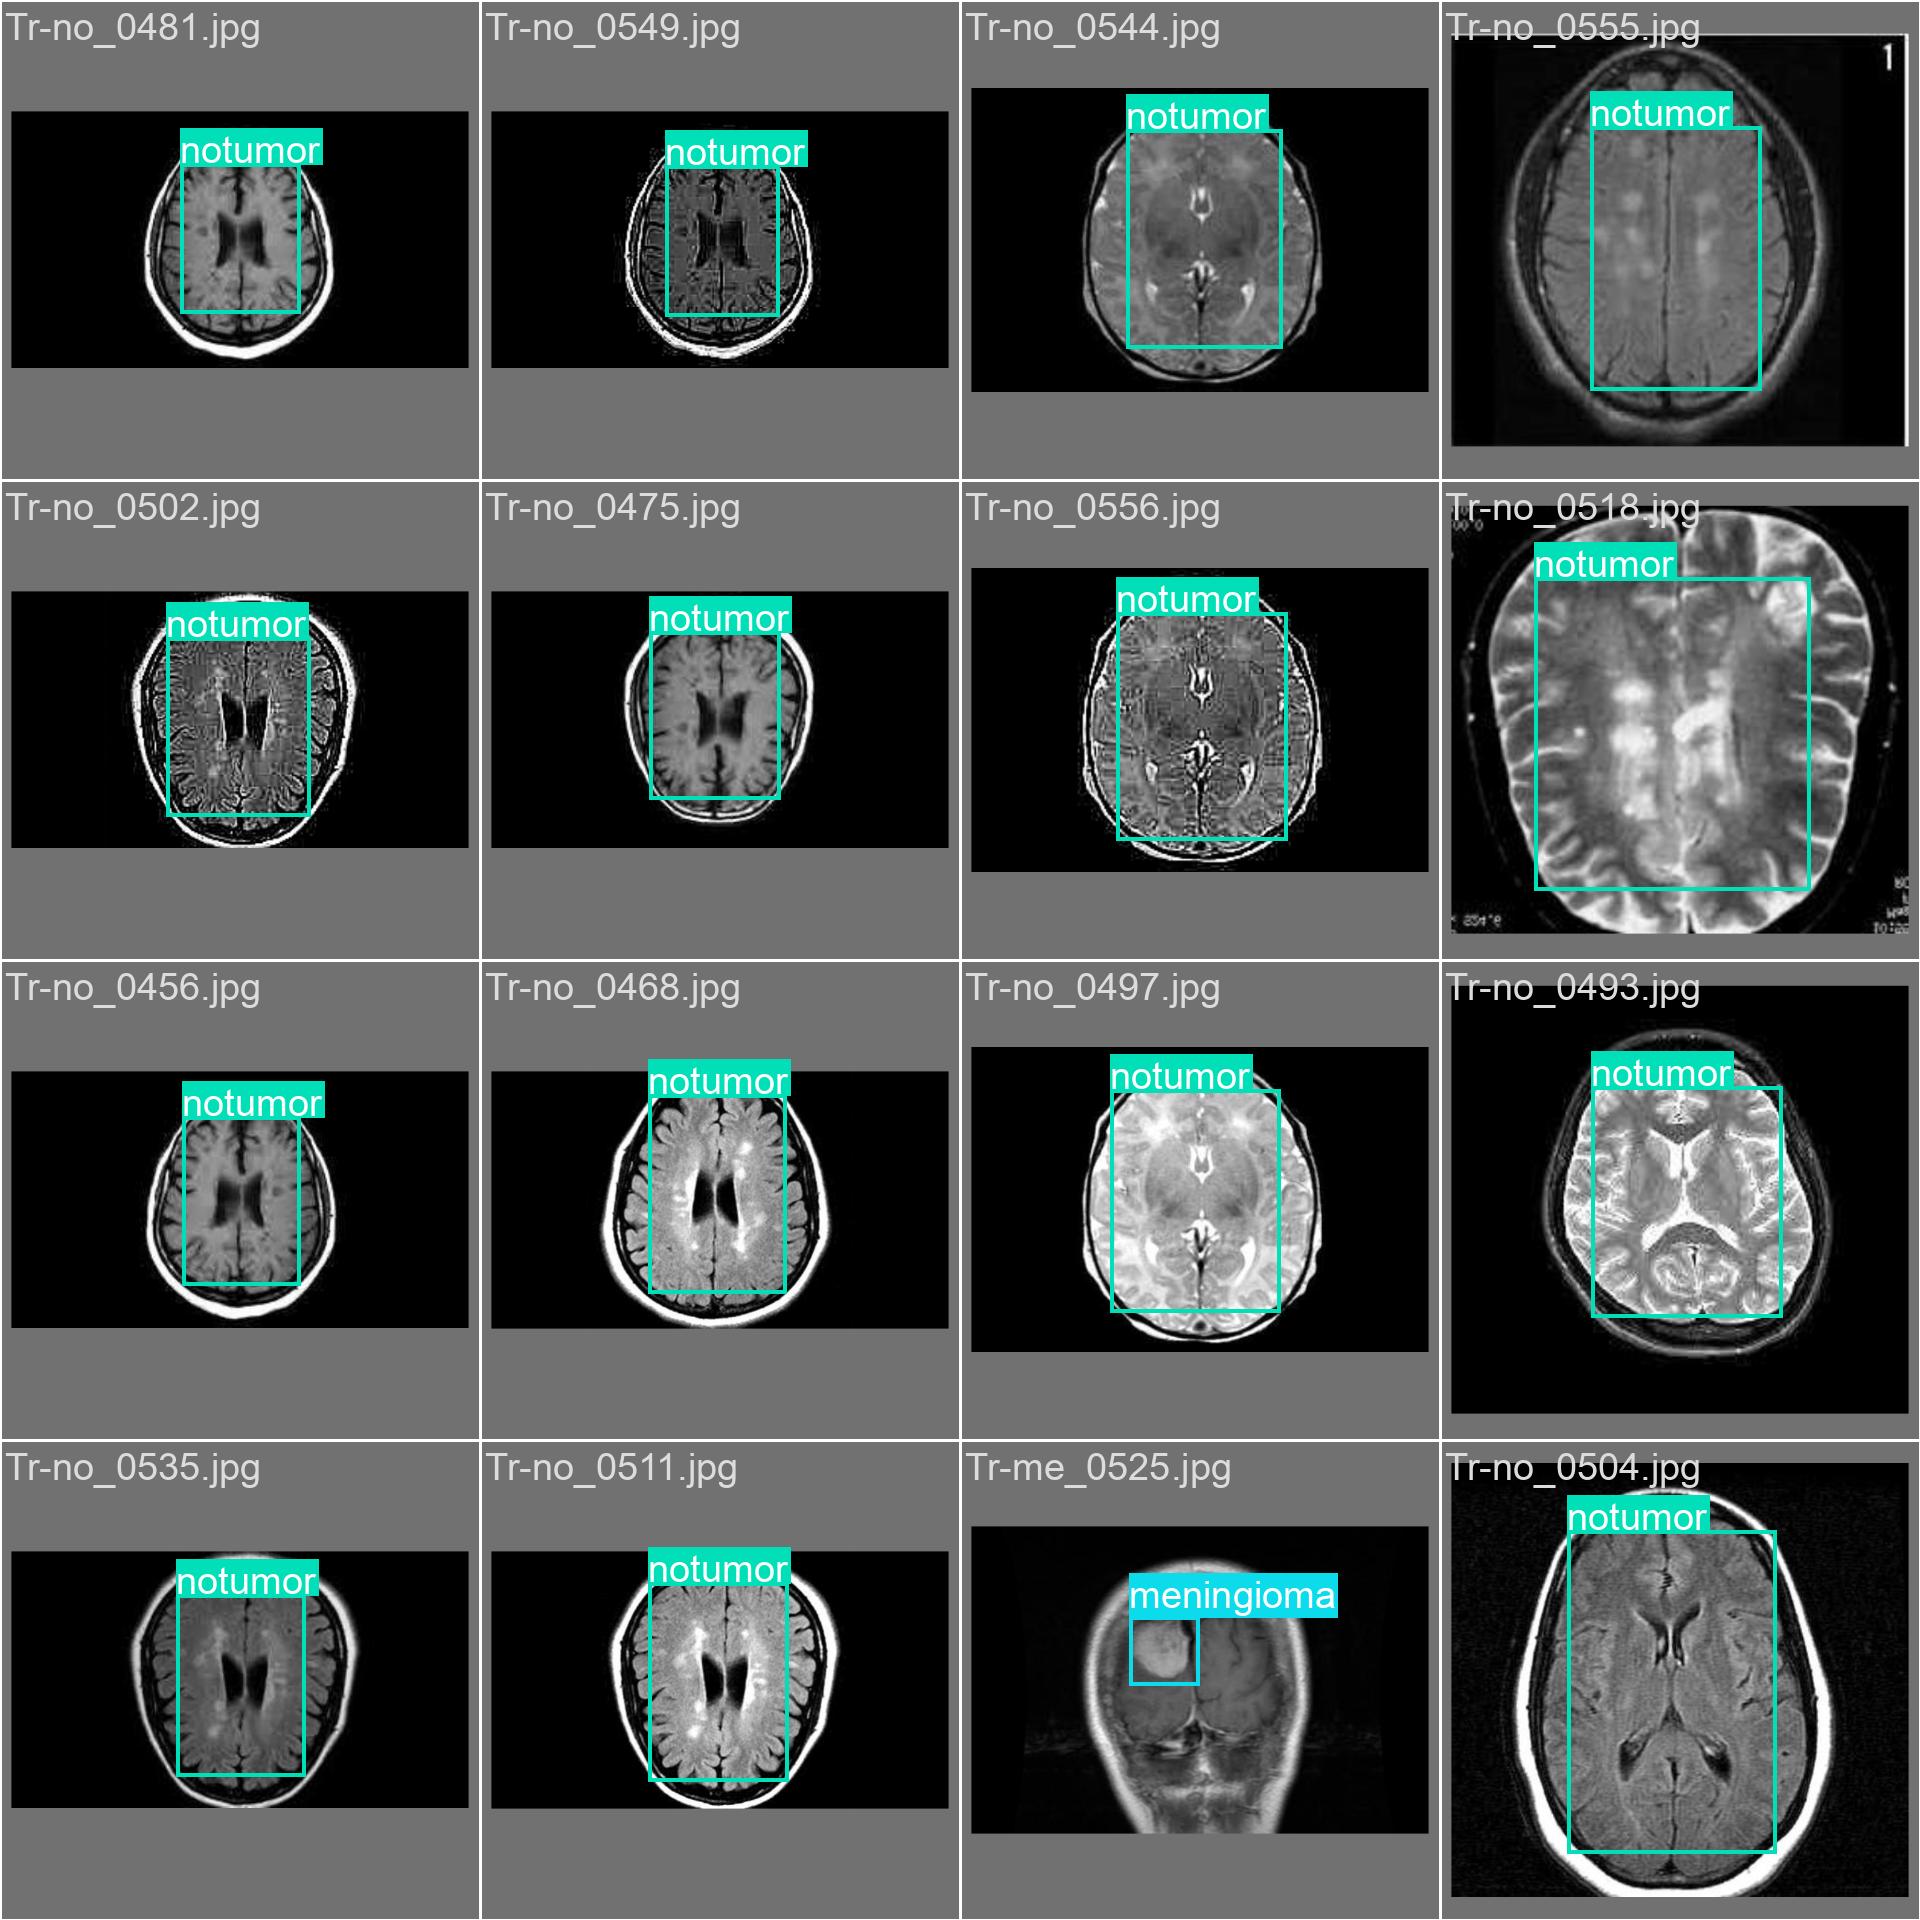 Tr-no_0481.jpg
notumor
Tr-no_0549.jpg
notumor
Tr-no_0544.jpg
notumor
Tr-no_0555.jpg
1
notumor
Tr-no_0502.jpg
notumor
Tr-no_0475.jpg
notumor
Tr-no_0556.jpg
notumor
Tr-no_0518.jpg
notumor
Tr-no_0456.jpg
notumor
Tr-no_0468.jpg
notumor
Tr-no_0497.jpg
notumor
Tr-no_0493.jpg
notumor
Tr-no_0535.jpg
notumor
Tr-no_0511.jpg
notumor
Tr-me_0525.jpg
meningioma
Tr-no_0504.jpg
notumor